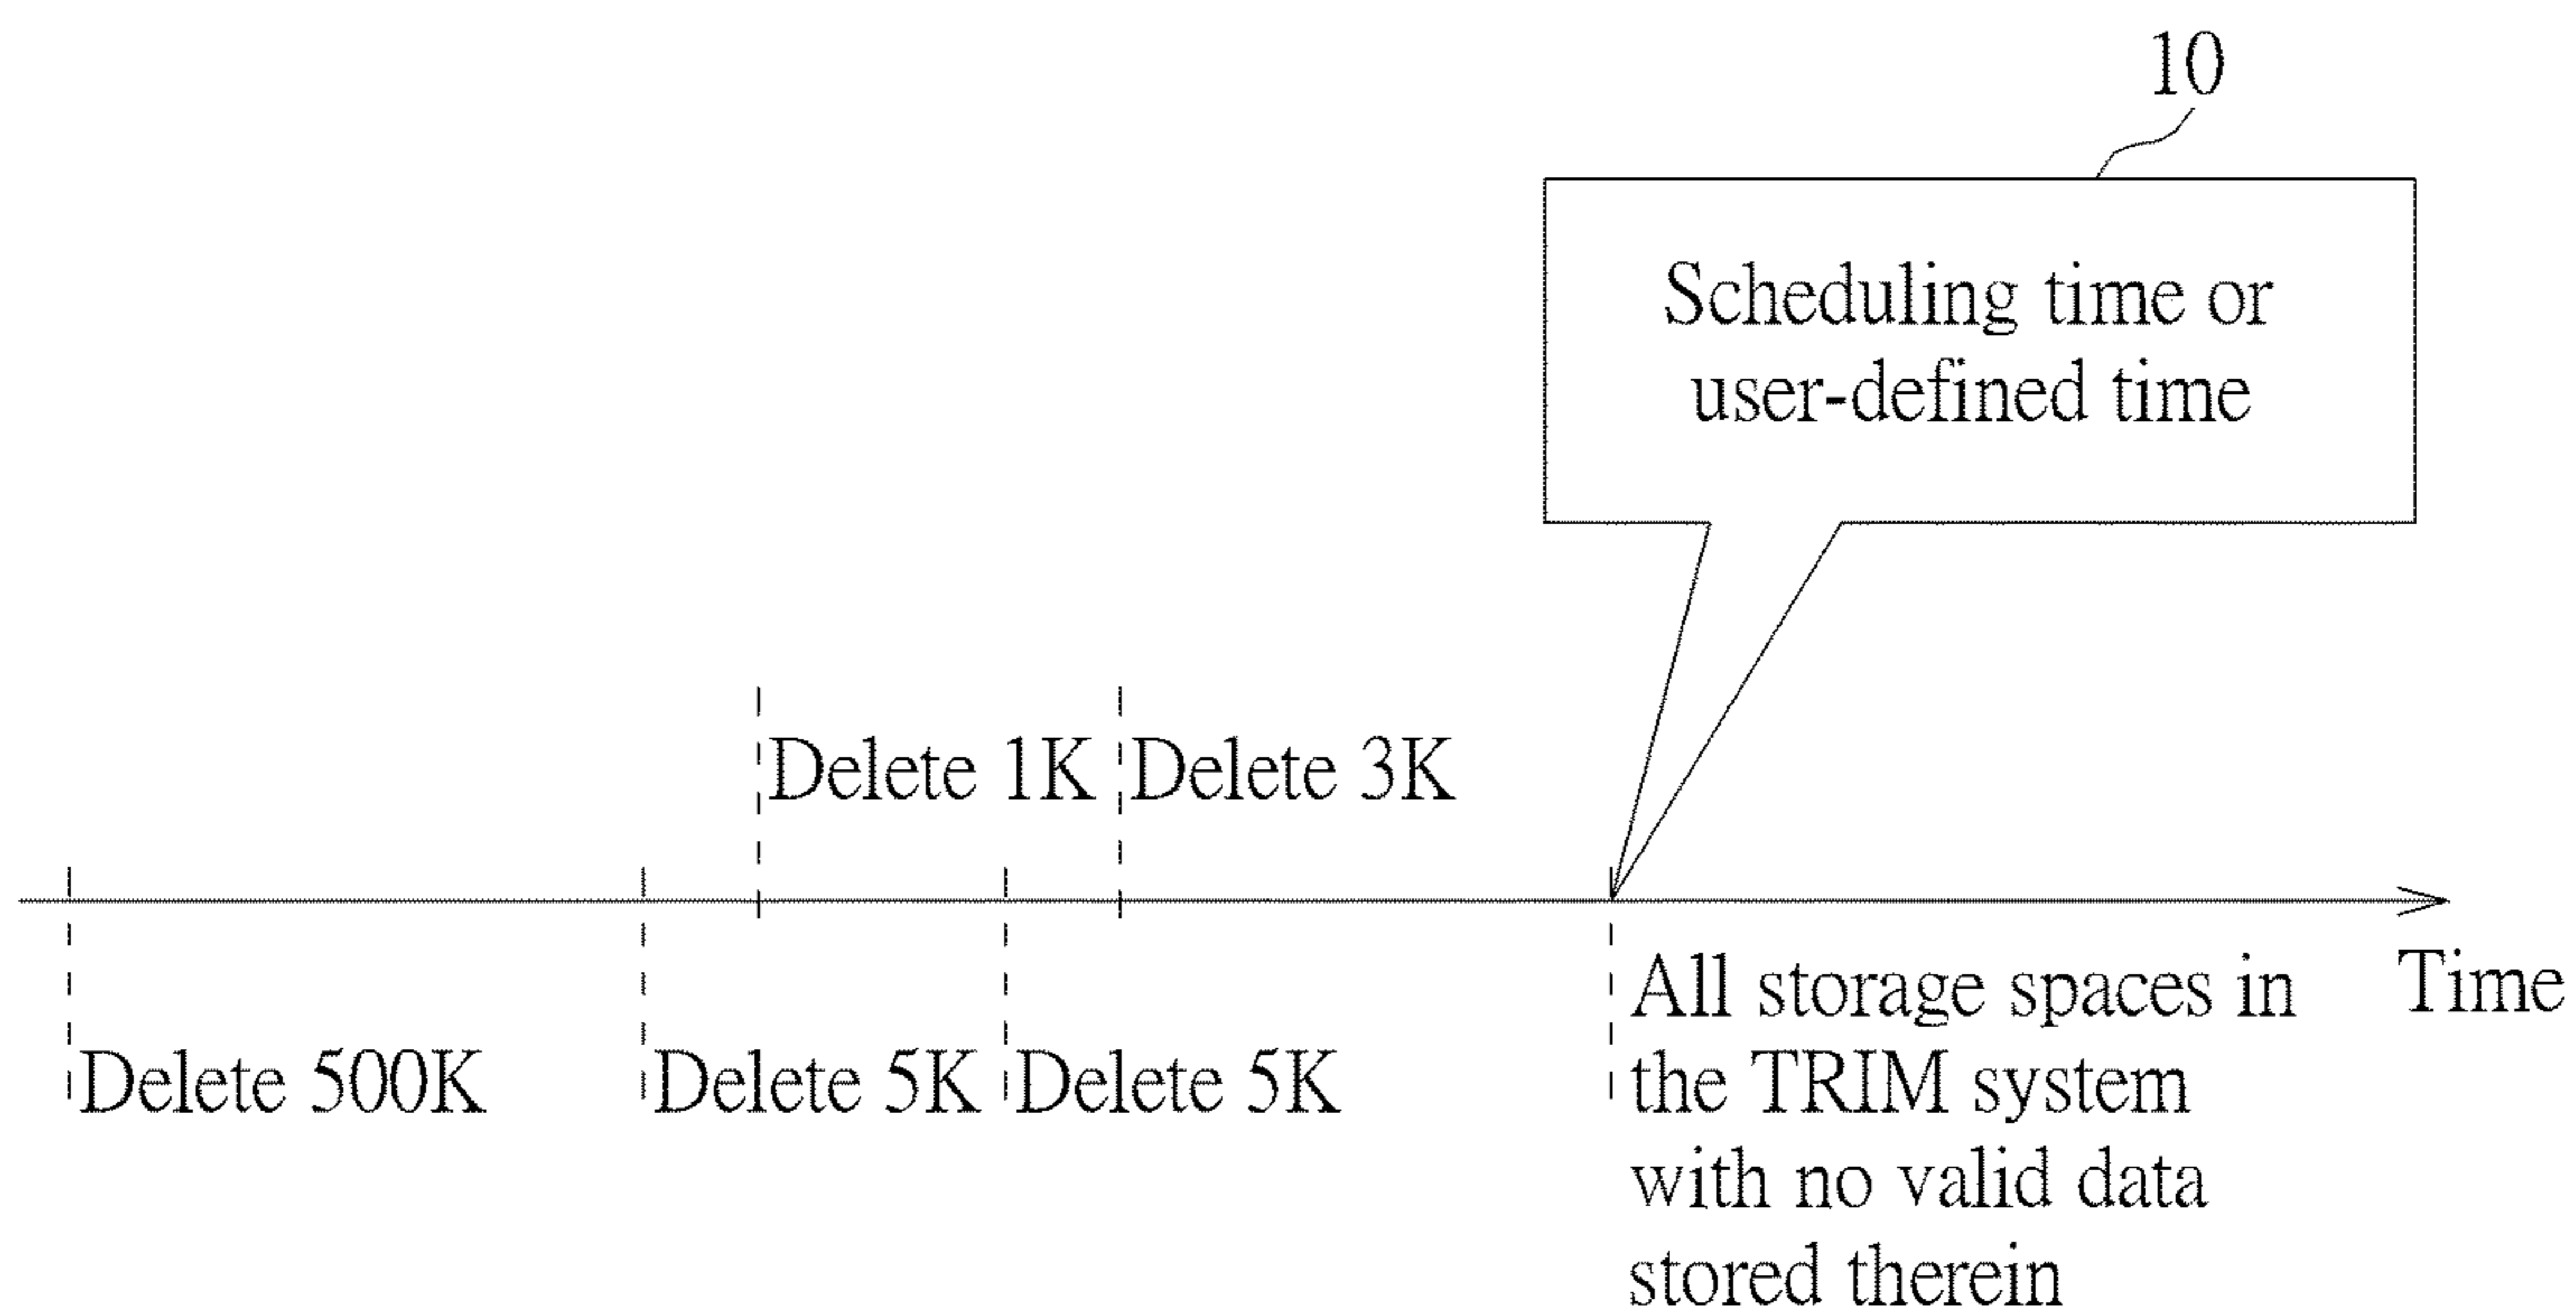 10
Scheduling time or
user-defined time
Delete 1K
Delete 3K
Time
All storage spaces in
the TRIM system
with no valid data
stored therein
Delete 500K
Delete 5K
Delete 5K